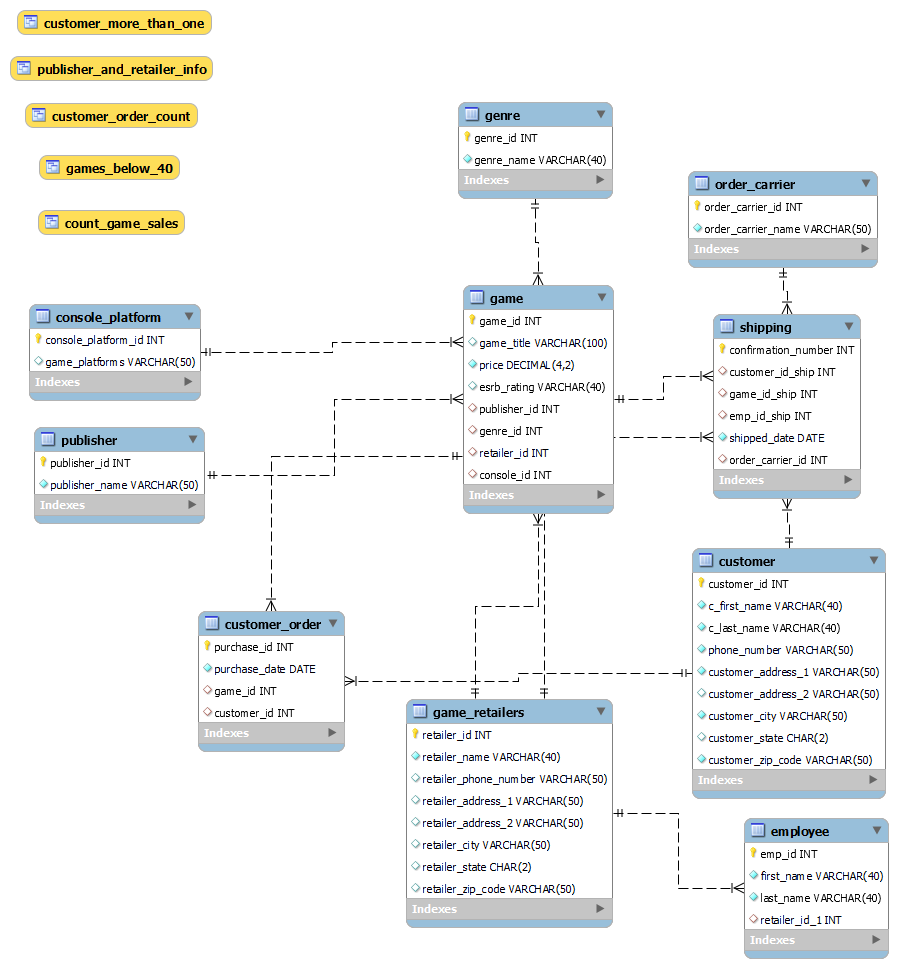 customer_more_than_one
publisher_and_retailer_info
customer_order_count
games_below_40
count_game_sales
genre
genre_id INT
genre_name VARCHAR(40)
Indexes
order_carrier
order_carrier_id INT
order_carrier_name VARCHAR(50)
Indexes
console_platform
console_platform_id INT
game_platforms VARCHAR(50)
Indexes
game
game_id INT
game_title VARCHAR(100)
price DECIMAL(4,2)
esrb_rating VARCHAR(40)
publisher_id INT
genre_id INT
retailer_id INT
console_id INT
Indexes
shipping
confirmation_number INT
customer_id_ship INT
game_id_ship INT
emp_id_ship INT
shipped_date DATE
order_carrier_id INT
Indexes
publisher
publisher_id INT
publisher_name VARCHAR(50)
Indexes
customer
customer_id INT
c_first_name VARCHAR(40)
c_last_name VARCHAR(40)
phone_number VARCHAR(50)
customer_address_1 VARCHAR(50)
customer_address_2 VARCHAR(50)
customer_city VARCHAR(50)
customer_state CHAR(2)
customer_zip_code VARCHAR(50)
Indexes
customer_order
purchase_id INT
purchase_date DATE
game_id INT
customer_id INT
Indexes
game_retailers
retailer_id INT
retailer_name VARCHAR(40)
retailer_phone_number VARCHAR(50)
retailer_address_1 VARCHAR(50)
retailer_address_2 VARCHAR(50)
retailer_city VARCHAR(50)
retailer_state CHAR(2)
retailer_zip_code VARCHAR(50)
Indexes
employee
emp_id INT
first_name VARCHAR(40)
last_name VARCHAR(40)
retailer_id_1 INT
Indexes